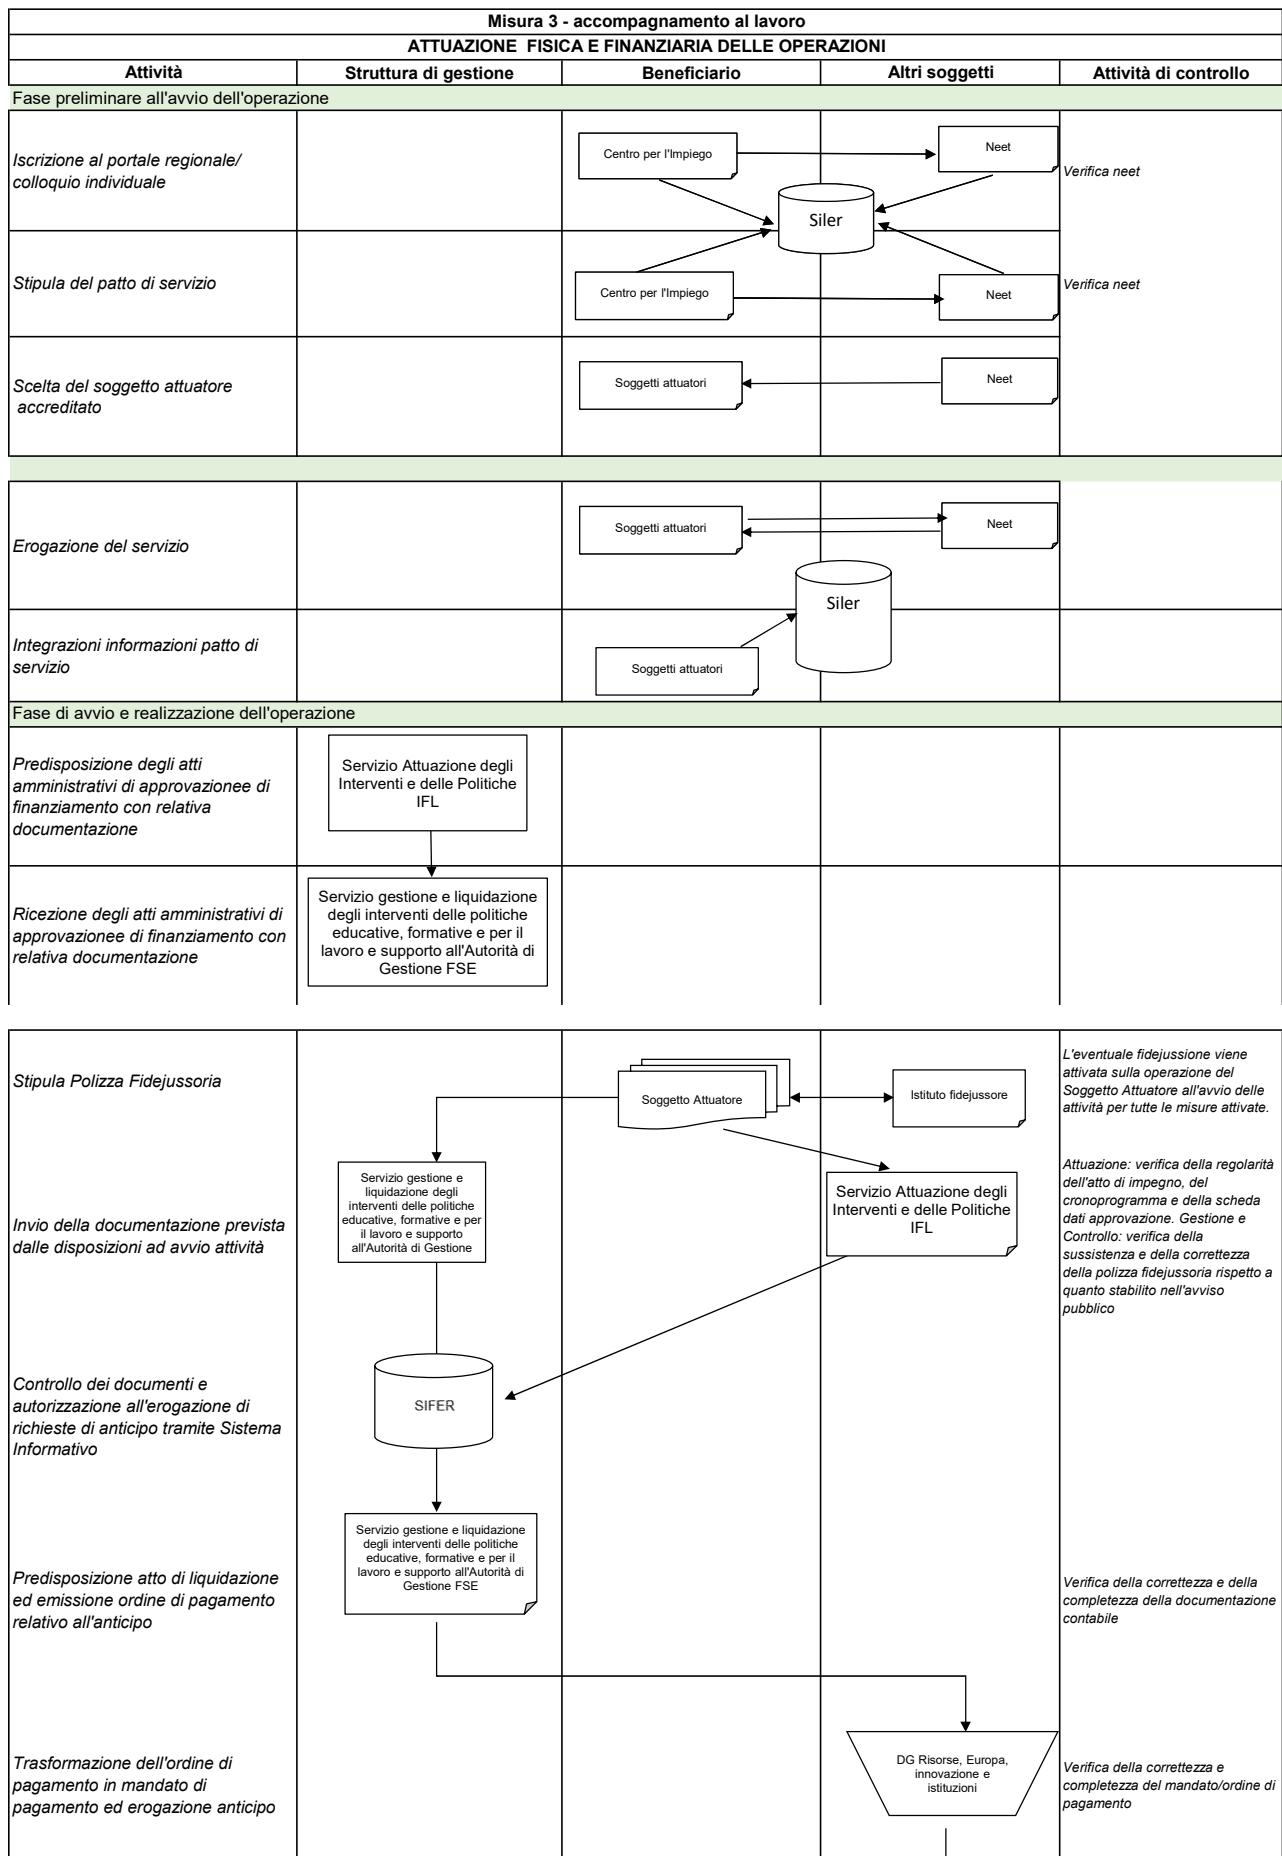 Misura 3 - accompagnamento al lavoro
ATTUAZIONE  FISICA E FINANZIARIA DELLE OPERAZIONI
Attività
Struttura di gestione
Beneficiario
Altri soggetti
Attività di controllo
Fase preliminare all'avvio dell'operazione
Iscrizione al portale regionale/
colloquio individuale
Centro per l'Impiego
Neet
Verifica neet
Siler
Stipula del patto di servizio
Centro per l'Impiego
Neet
Verifica neet
Scelta del soggetto attuatore
accreditato
Soggetti attuatori
Neet
Erogazione del servizio
Soggetti attuatori
Neet
Siler
Integrazioni informazioni patto di
servizio
Soggetti attuatori
Fase di avvio e realizzazione dell'operazione
Predisposizione degli atti
amministrativi di approvazionee di
finanziamento con relativa
documentazione
Servizio Attuazione degli
Interventi e delle Politiche
IFL
Ricezione degli atti amministrativi di
approvazionee di finanziamento con
relativa documentazione
Servizio gestione e liquidazione
degli interventi delle politiche
educative, formative e per il
lavoro e supporto all'Autorità di
Gestione FSE
Stipula Polizza Fidejussoria
Soggetto Attuatore
Istituto fidejussore
L'eventuale fidejussione viene
attivata sulla operazione del
Soggetto Attuatore all'avvio delle
attività per tutte le misure attivate.
Invio della documentazione prevista
dalle disposizioni ad avvio attività
Servizio gestione e
liquidazione degli
interventi delle politiche
educative, formative e per
il lavoro e supporto
all'Autorità di Gestione
Servizio Attuazione degli
Interventi e delle Politiche
IFL
Attuazione: verifica della regolarità
dell'atto di impegno, del
cronoprogramma e della scheda
dati approvazione. Gestione e
Controllo: verifica della
sussistenza e della correttezza
della polizza fidejussoria rispetto a
quanto stabilito nell'avviso
pubblico
Controllo dei documenti e
autorizzazione all'erogazione di
richieste di anticipo tramite Sistema
Informativo
SIFER
Predisposizione atto di liquidazione
ed emissione ordine di pagamento
relativo all'anticipo
Servizio gestione e liquidazione
degli interventi delle politiche
educative, formative e per il
lavoro e supporto all'Autorità di
Gestione FSE
Verifica della correttezza e della
completezza della documentazione
contabile
Trasformazione dell'ordine di
pagamento in mandato di
pagamento ed erogazione anticipo
DG Risorse, Europa,
innovazione e
istituzioni
Verifica della correttezza e
completezza del mandato/ordine di
pagamento